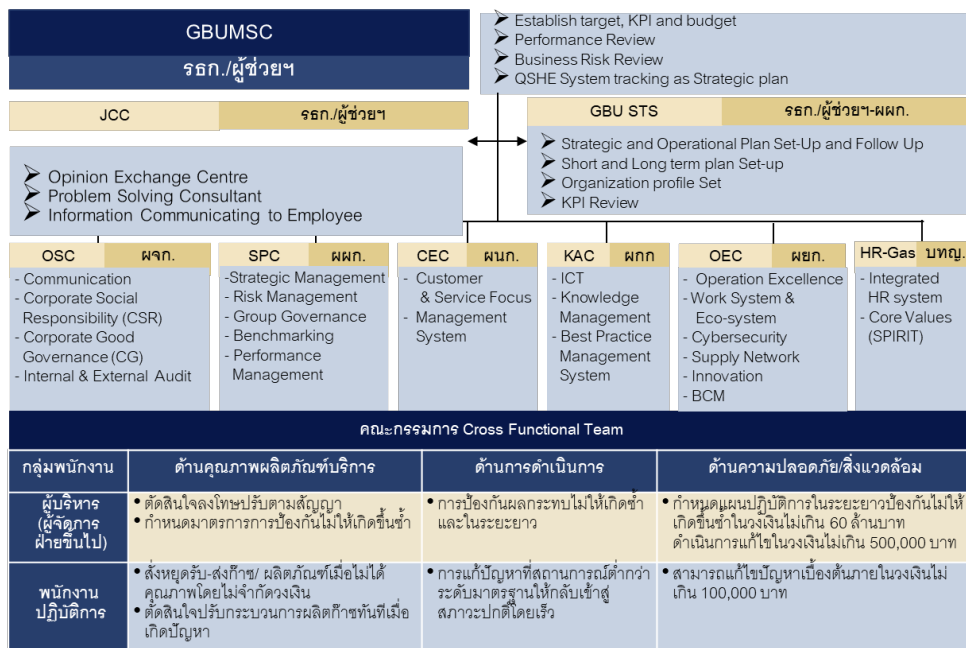 GBUMSC
รธก./ผู้ช่วยฯ
➢ Establish target, KPI and budget
➢ Performance Review
➢ Business Risk Review
➢ QSHE System tracking as Strategic plan
JCC รธก./ผู้ช่วยฯ
➢ Opinion Exchange Centre
➢ Problem Solving Consultant
➢ Information Communicating to Employee
GBU STS รธก./ผู้ช่วยฯ-ผผก.
➢ Strategic and Operational Plan Set-Up and Follow Up
➢ Short and Long term plan Set-up
➢ Organization profile Set
➢ KPI Review
OSC ผจก.
- Communication
- Corporate Social
Responsibility (CSR)
- Corporate Good
Governance (CG)
- Internal & External Audit
SPC ผผก.
-Strategic Management
- Risk Management
- Group Governance
- Benchmarking
- Performance
Management
CEC ผนก.
- Customer
& Service Focus
- Management
System
KAC ผกก
- ICT
- Knowledge
Management
- Best Practice
Management
System
OEC ผยก.
- Operation Excellence
- Work System &
Eco-system
- Cybersecurity
- Supply Network
- Innovation
- BCM
HR-Gas บทญ.
- Integrated
HR system
- Core Values
(SPIRIT)
คณะกรรมการ Cross Functional Team
กลุ่มพนักงาน ด้านคุณภาพผลิตภัณฑ์บริการ ด้านการดำเนินการ ด้านความปลอดภัย/สิ่งแวดล้อม
ผู้บริหาร
(ผู้จัดการ
ฝ่ายขึ้นไป)
• ตัดสินใจลงโทษปรับตามสัญญา
• กำหนดมาตรการการป้องกันไม่ให้เกิดขึ้นซ้ำ
• การป้องกันผลกระทบไม่ให้เกิดซ้ำ
และในระยะยาว
• กำหนดแผนปฏิบัติการในระยะยาวป้องกันไม่ให้
เกิดขึ้นซ้ำในวงเงินไม่เกิน 60 ล้านบาท
ดำเนินการแก้ไขในวงเงินไม่เกิน 500,000 บาท
พนักงาน
ปฏิบัติการ
• สั่งหยุดรับ-ส่งก๊าซ/ ผลิตภัณฑ์เมื่อไม่ได้
คุณภาพโดยไม่จำกัดวงเงิน
• ตัดสินใจปรับกระบวนการผลิตก๊าซทันทีเมื่อ
เกิดปัญหา
• การแก้ปัญหาที่สถานการณ์ต่ำกว่า
ระดับมาตรฐานให้กลับเข้าสู่
สภาวะปกติโดยเร็ว
• สามารถแก้ไขปัญหาเบื้องต้นภายในวงเงินไม่
เกิน 100,000 บาท